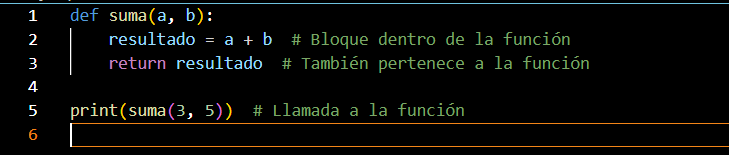 1 def suma(a, b):
2     resultado = a + b  # Bloque dentro de la función
3     return resultado  # También pertenece a la función
4
5 print(suma(3, 5))  # Llamada a la función
6